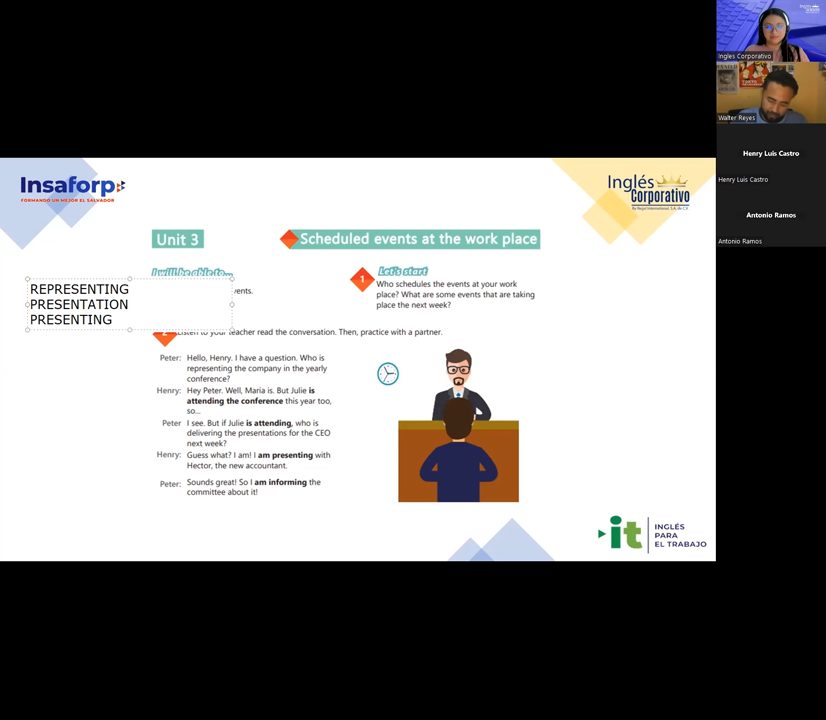 Inglés Corporativo
Walter Reyes
Henry Luis Castro
Henry Luis Castro
Antonio Ramos
Antonio Ramos
Insaforp
FORMANDO UN MEJOR EL SALVADOR
Inglés
Corporativo
Unit 3
Scheduled events at the work place
I will be able to...
vents.
REPRESENTING
PRESENTATION
PRESENTING
1
Let's start
Who schedules the events at your work
place? What are some events that are taking
place the next week?
2
Listen to your teacher read the conversation. Then, practice with a partner.
Peter: Hello, Henry. I have a question. Who is
representing the company in the yearly
conference?
Henry: Hey Peter. Well, Maria is. But Julie is
attending the conference this year too,
so...
Peter I see. But if Julie is attending, who is
delivering the presentations for the CEO
next week?
Henry: Guess what? I am! I am presenting with
Hector, the new accountant.
Peter: Sounds great! So I am informing the
committee about it!
it
INGLÉS
PARA
EL TRABAJO